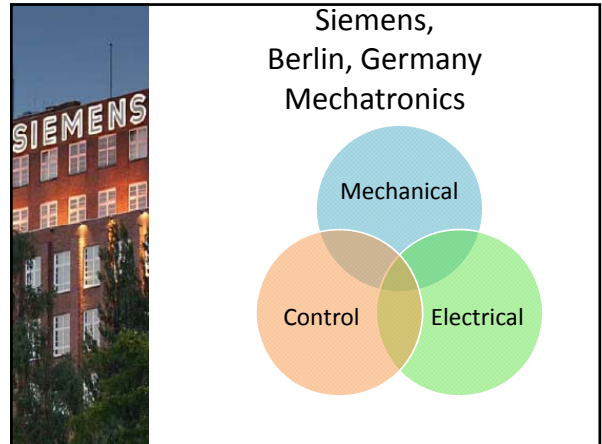 SIEMENS
Siemens,
Berlin, Germany
Mechatronics
Mechanical
Control
Electrical